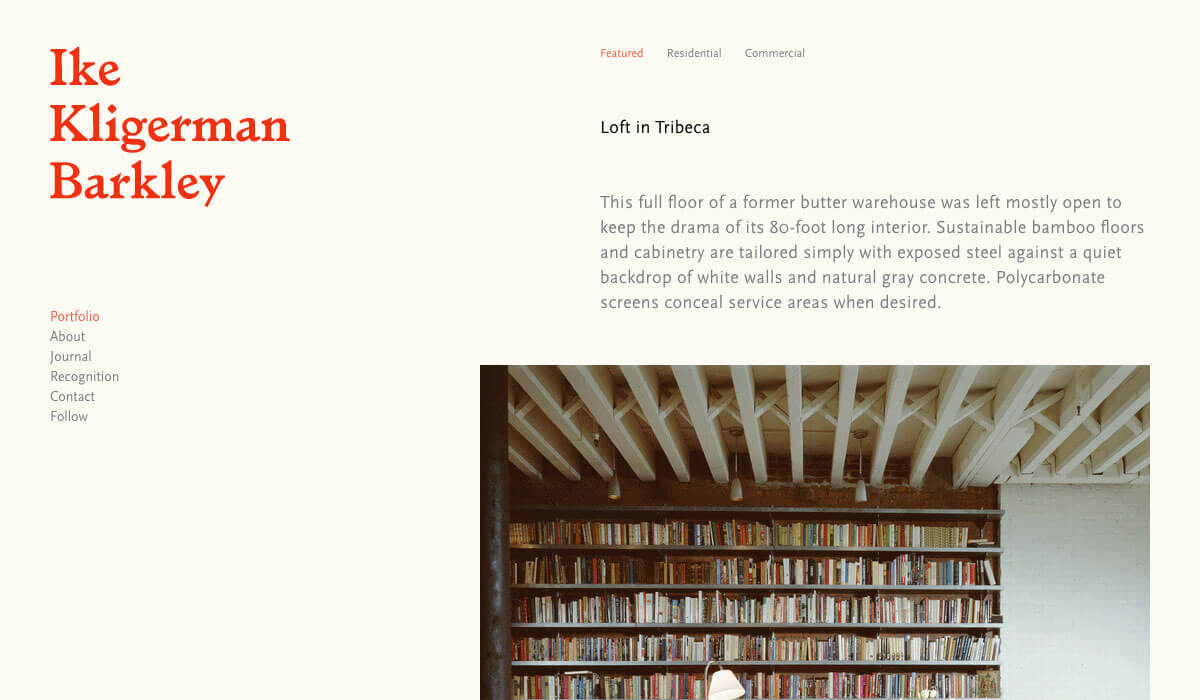 Ike
Kligerman
Barkley
Portfolio
About
Journal
Recognition
Contact
Follow
Featured Residential Commercial
Loft in Tribeca
This full floor of a former butter warehouse was left mostly open to
keep the drama of its 80-foot long interior. Sustainable bamboo floors
and cabinetry are tailored simply with exposed steel against a quiet
backdrop of white walls and natural gray concrete. Polycarbonate
screens conceal service areas when desired.